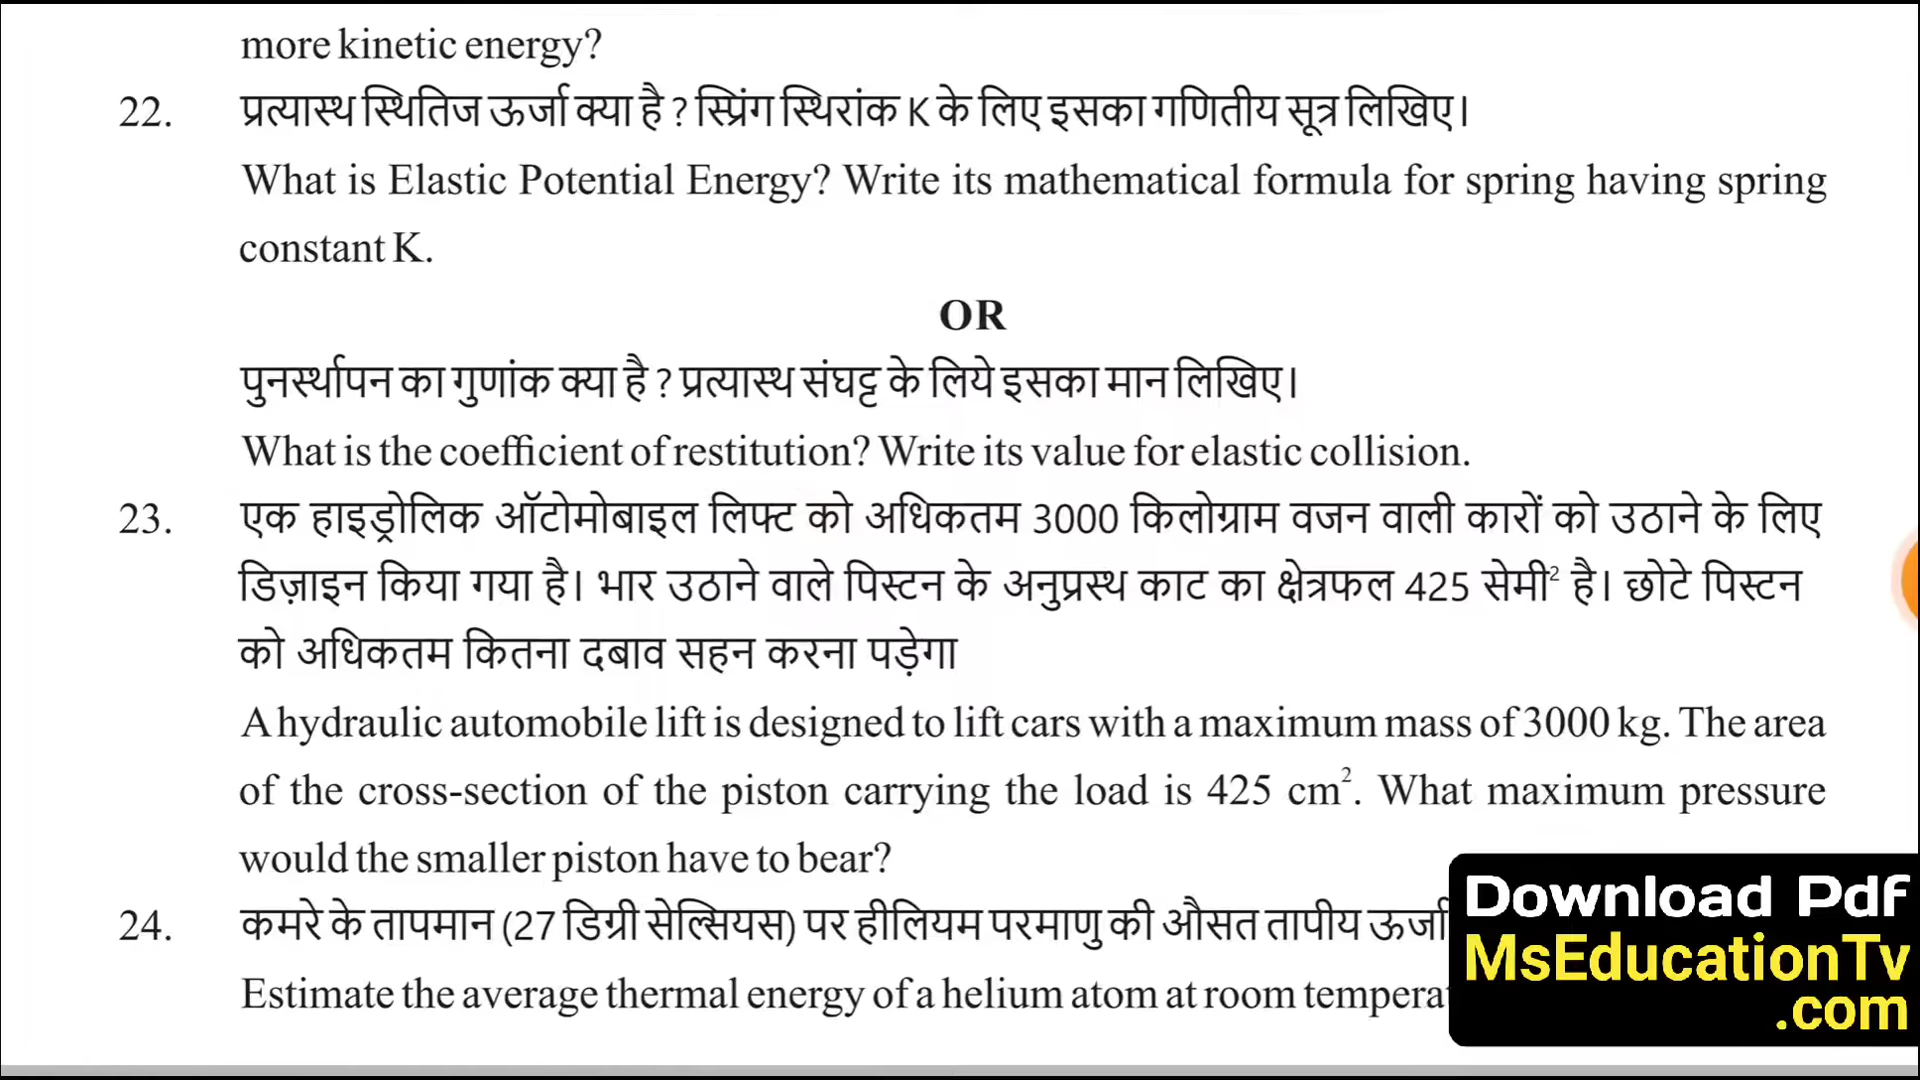 more kinetic energy?
22. प्रत्यास्थ स्थितिज ऊर्जा क्या है ? स्प्रिंग स्थिरांक K के लिए इसका गणितीय सूत्र लिखिए।
What is Elastic Potential Energy? Write its mathematical formula for spring having spring
constant K.
OR
पुनर्स्थापन का गुणांक क्या है ? प्रत्यास्थ संघट्ट के लिये इसका मान लिखिए।
What is the coefficient of restitution? Write its value for elastic collision.
23. एक हाइड्रोलिक ऑटोमोबाइल लिफ्ट को अधिकतम 3000 किलोग्राम वजन वाली कारों को उठाने के लिए
डिज़ाइन किया गया है। भार उठाने वाले पिस्टन के अनुप्रस्थ काट का क्षेत्रफल 425 सेमी² है। छोटे पिस्टन
को अधिकतम कितना दबाव सहन करना पड़ेगा
A hydraulic automobile lift is designed to lift cars with a maximum mass of 3000 kg. The area
of the cross-section of the piston carrying the load is 425 cm². What maximum pressure
would the smaller piston have to bear?
24. कमरे के तापमान (27 डिग्री सेल्सियस) पर हीलियम परमाणु की औसत तापीय ऊर्जा
Estimate the average thermal energy of a helium atom at room
Download Pdf
MsEducationTv
.com